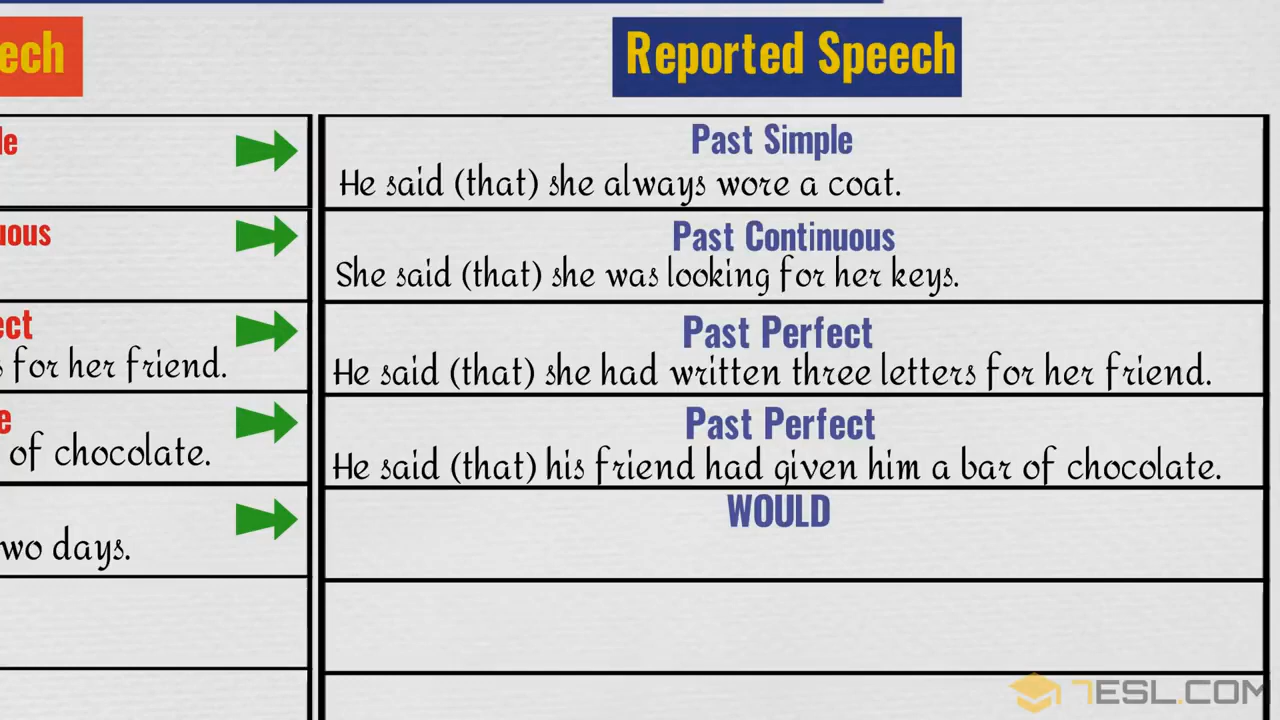 eech
Reported Speech
le
Past Simple
He said (that) she always wore a coat.
uous
Past Continuous
She said (that) she was looking for her keys.
ect
s for her friend.
Past Perfect
He said (that) she had written three letters for her friend.
e
of chocolate.
Past Perfect
He said (that) his friend had given him a bar of chocolate.
wo days.
WOULD
7ESL.COM